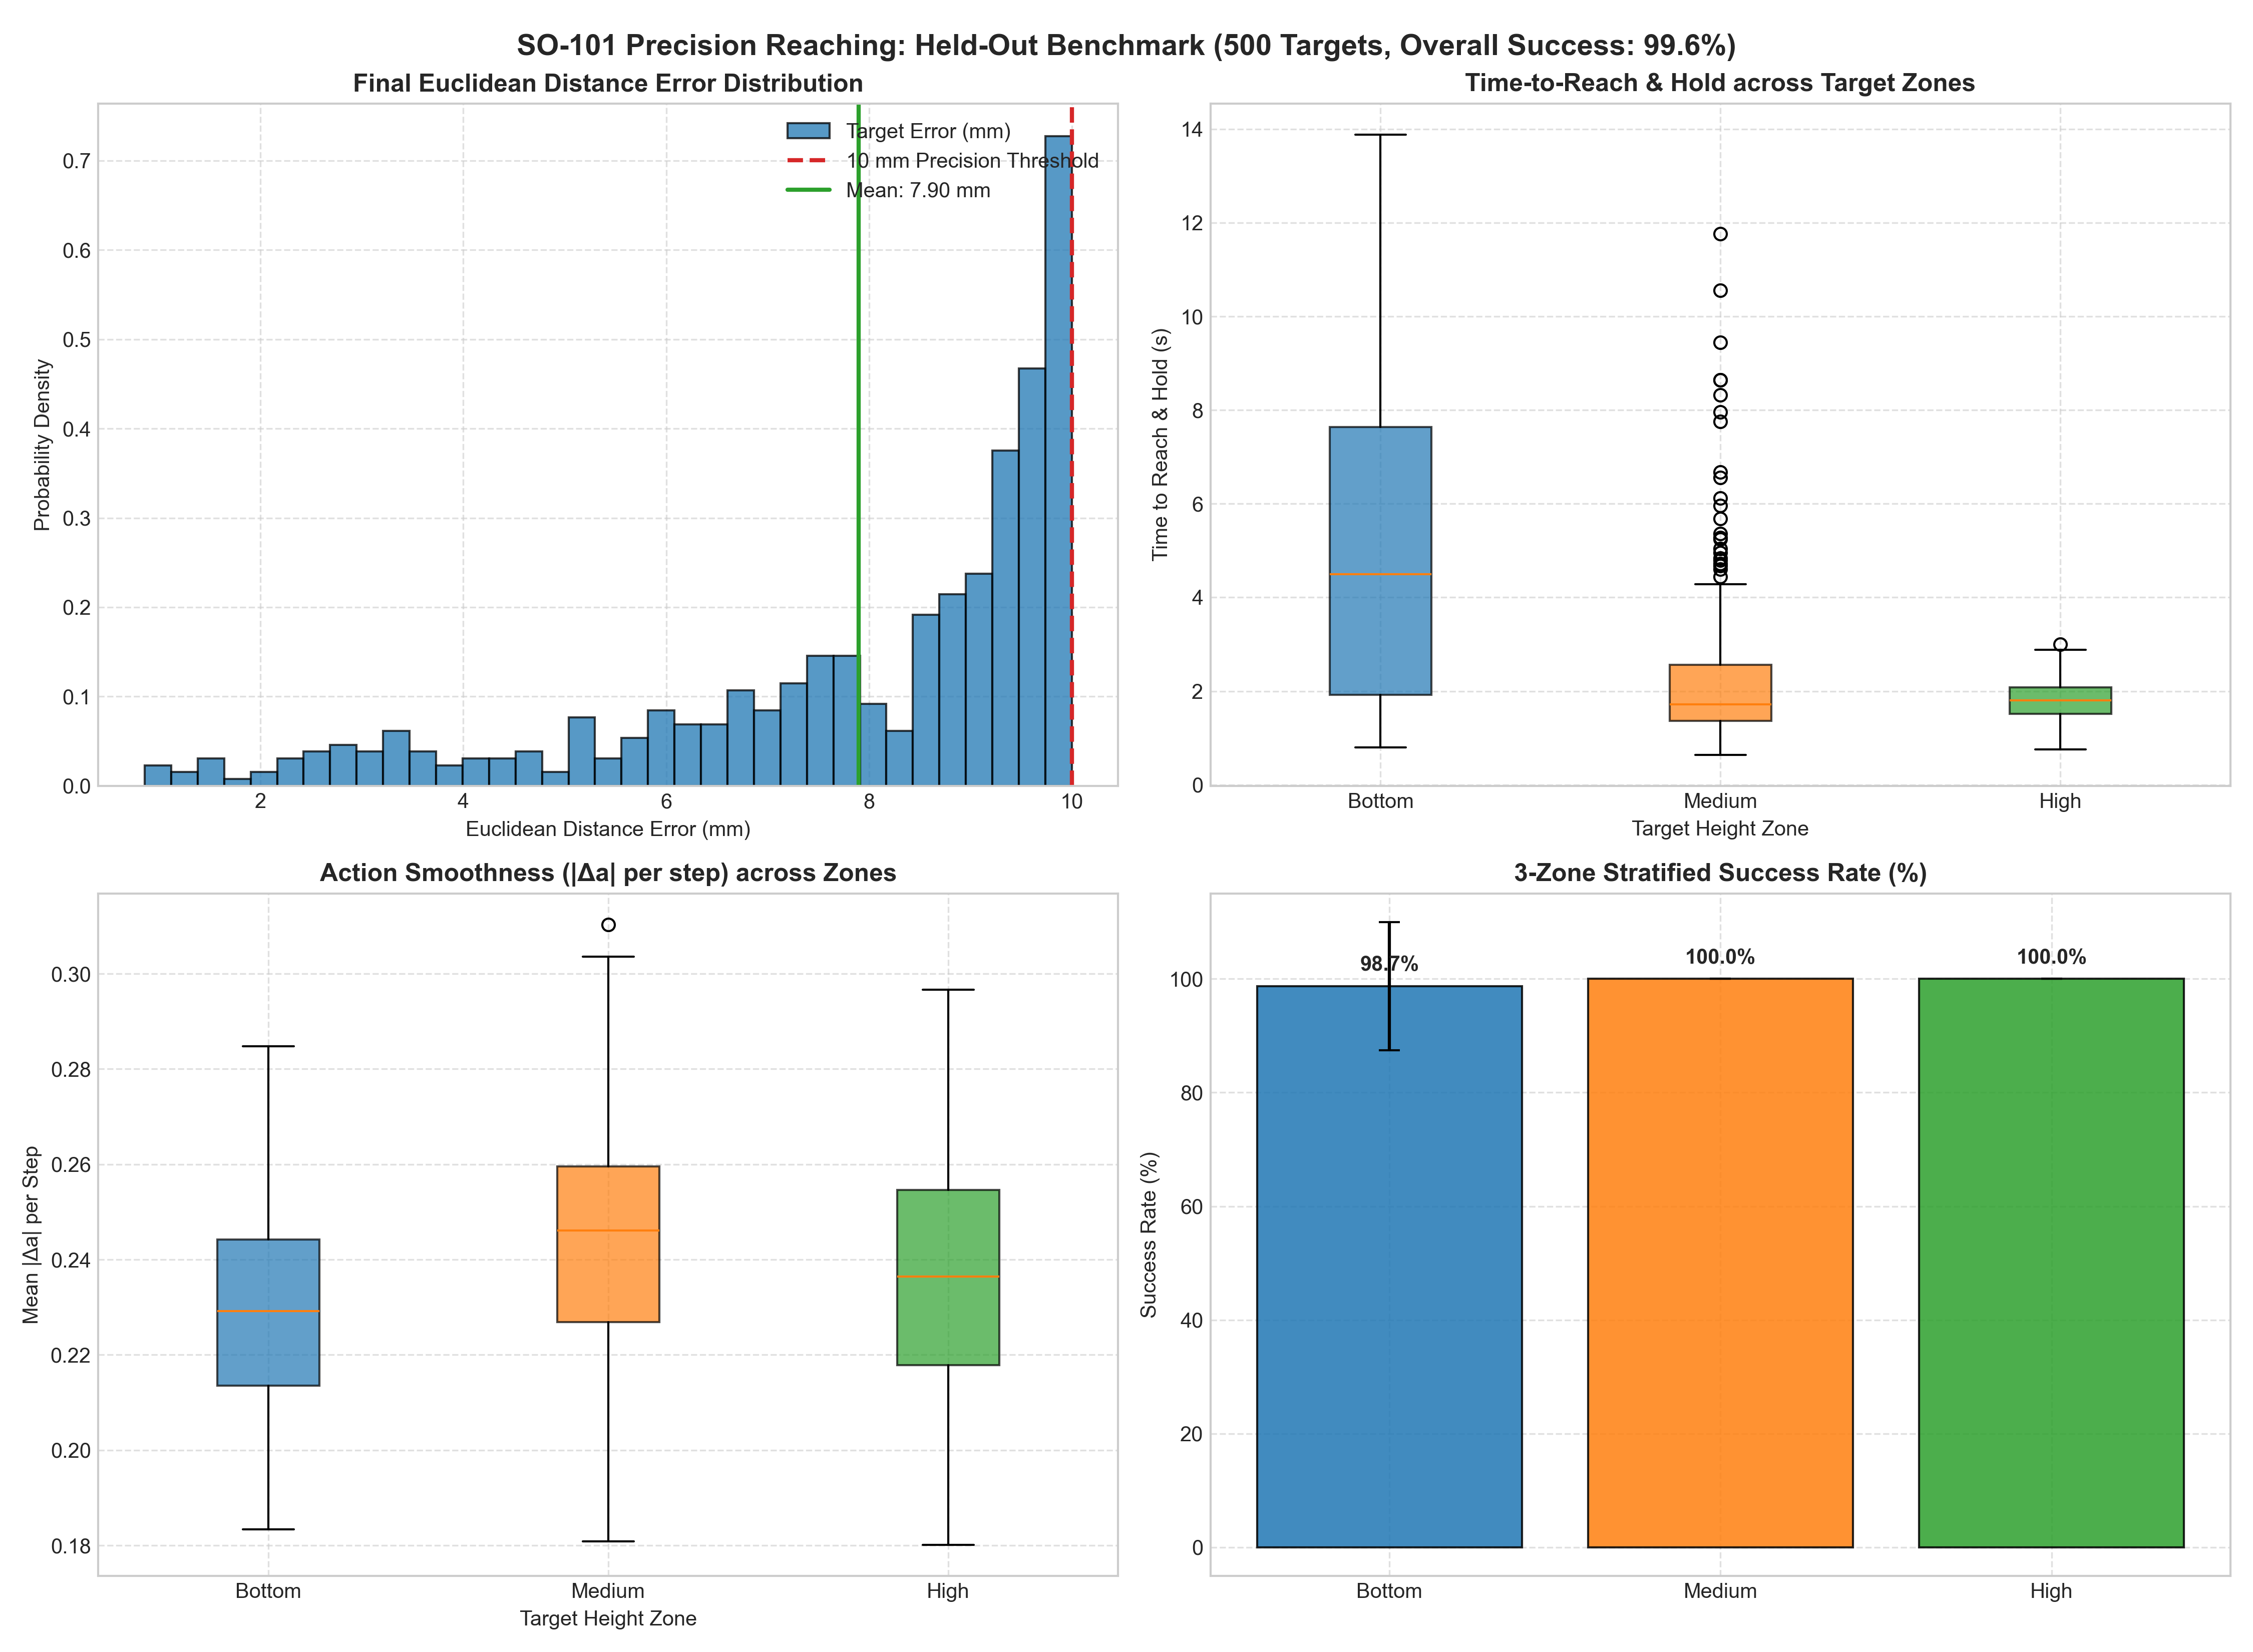 SO-101 Precision Reaching: Held-Out Benchmark (500 Targets, Overall Success: 99.6%)
Final Euclidean Distance Error Distribution
Target Error (mm)
10 mm Precision Threshold
Mean: 7.90 mm
0.7
0.6
0.5
0.4
0.3
0.2
0.1
0.0
Probability Density
2 4 6 8 10
Euclidean Distance Error (mm)
Time-to-Reach & Hold across Target Zones
14
12
10
8
6
4
2
0
Time to Reach & Hold (s)
Bottom Medium High
Target Height Zone
Action Smoothness (|Δa| per step) across Zones
0.30
0.28
0.26
0.24
0.22
0.20
0.18
Mean |Δa| per Step
Bottom Medium High
Target Height Zone
3-Zone Stratified Success Rate (%)
98.7% 100.0% 100.0%
100
80
60
40
20
0
Success Rate (%)
Bottom Medium High